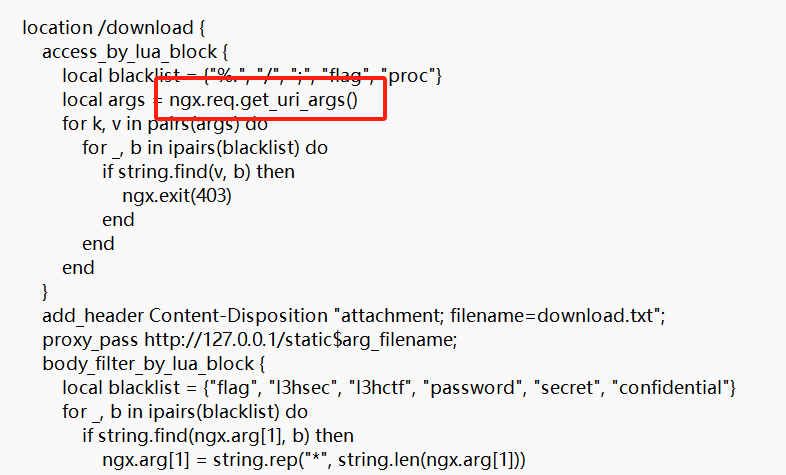 location /download {
access_by_lua_block {
local blacklist = {"%.", "/", ";", "flag", "proc"}
local args = ngx.req.get_uri_args()
for k, v in pairs(args) do
for _, b in ipairs(blacklist) do
if string.find(v, b) then
ngx.exit(403)
end
end
end
}
add_header Content-Disposition "attachment; filename=download.txt";
proxy_pass http://127.0.0.1/static$arg_filename;
body_filter_by_lua_block {
local blacklist = {"flag", "l3hsec", "l3hctf", "password", "secret", "confidential"}
for _, b in ipairs(blacklist) do
if string.find(ngx.arg[1], b) then
ngx.arg[1] = string.rep("*", string.len(ngx.arg[1]))